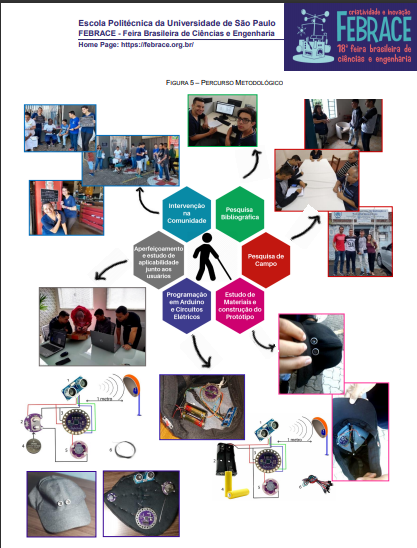 Escola Politécnica da Universidade de São Paulo
FEBRACE - Feira Brasileira de Ciências e Engenharia
Home Page: https://febrace.org.br/
criatividade e inovação
FEBRACE
18ª feira brasileira
de ciências e engenharia
FIGURA 5 – PERCURSO METODOLÓGICO
Intervenção
na
Comunidade
Pesquisa
Bibliográfica
Aperfeiçoamento
e estudo de
aplicabilidade
junto aos
usuários
Pesquisa de
Campo
Programação
em Arduino
e Circuitos
Elétricos
Estudo de
Materiais e
construção do
Protótipo
1 metro
1 metro